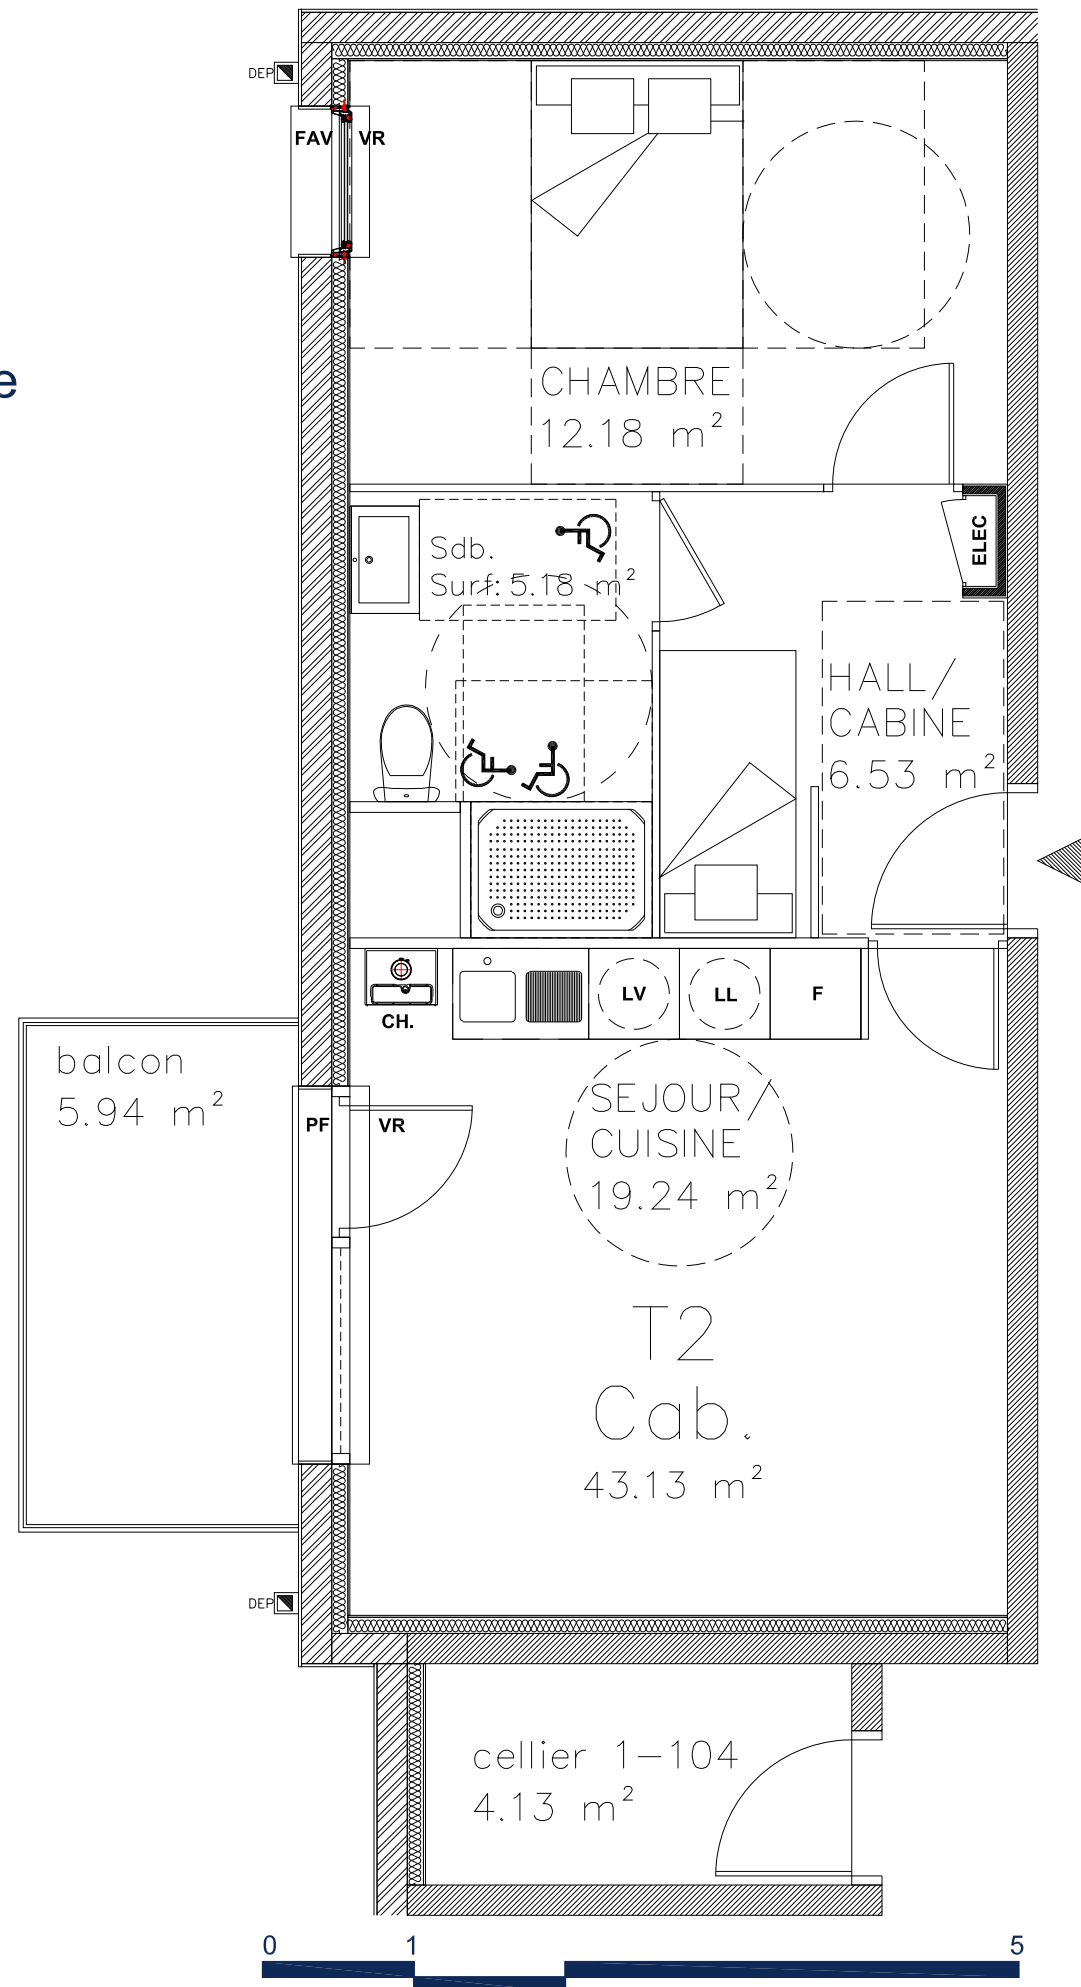 DEP
FAV VR
e
CHAMBRE
12.18 m²
ELEC
Sdb.
Surf: 5.18 m²
HALL/
CABINE
6.53 m²
LV
LL
F
CH.
balcon
5.94 m²
PF
VR
SEJOUR/
CUISINE
19.24 m²
T2
Cab.
43.13 m²
DEP
cellier 1-104
4.13 m²
0 1 5